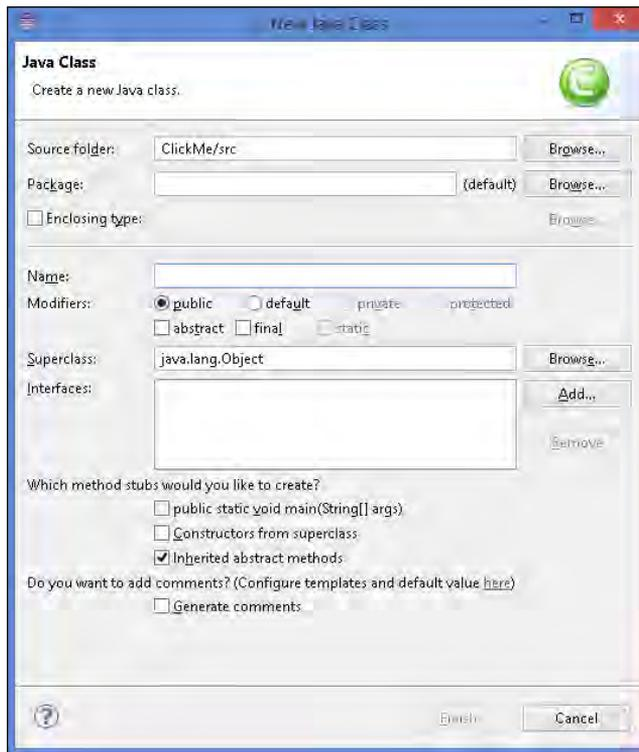 New Java Class
Java Class
Create a new Java class.
Source folder: ClickMe/src Browse...
Package: (default) Browse...
Enclosing type: Browse...
Name:
Modifiers: public default private protected
abstract final static
Superclass: java.lang.Object Browse...
Interfaces: Add...
Remove
Which method stubs would you like to create?
public static void main(String[] args)
Constructors from superclass
Inherited abstract methods
Do you want to add comments? (Configure templates and default value here)
Generate comments
Finish Cancel